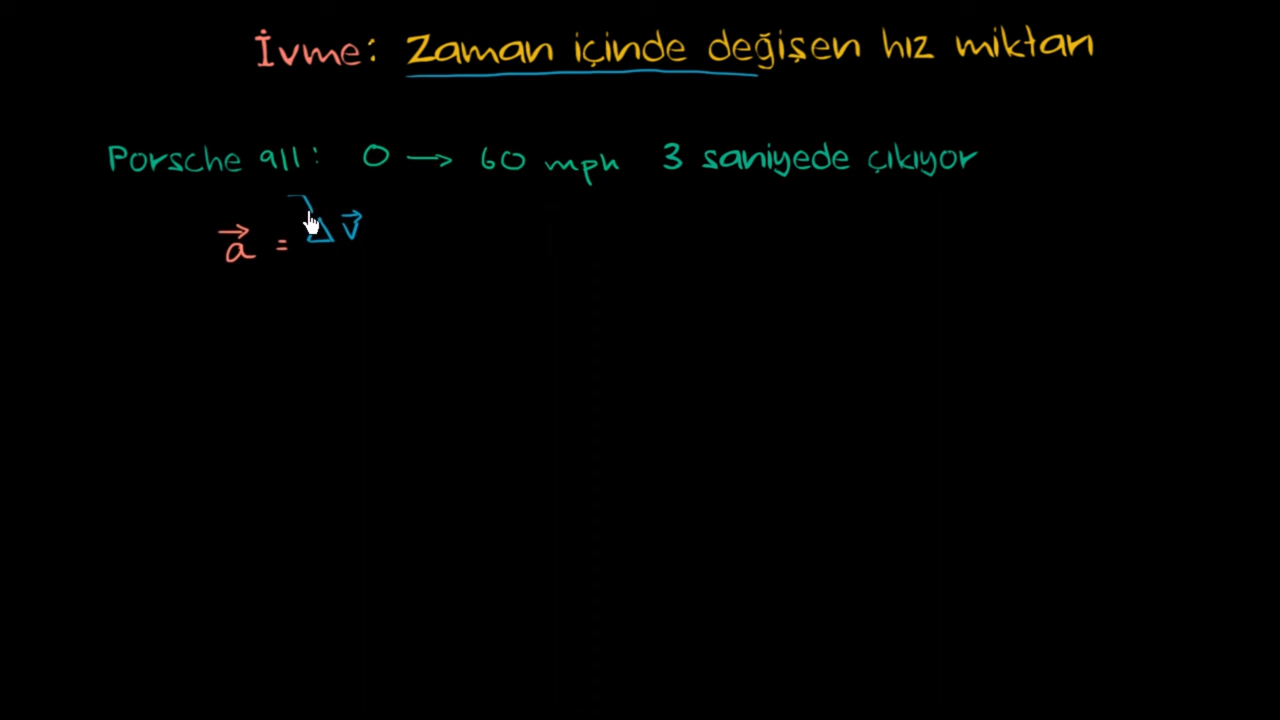 İvme: Zaman içinde değişen hız miktarı
Porsche 911: 0 → 60 mph 3 saniyede çıkıyor
a⃗ = Δv⃗